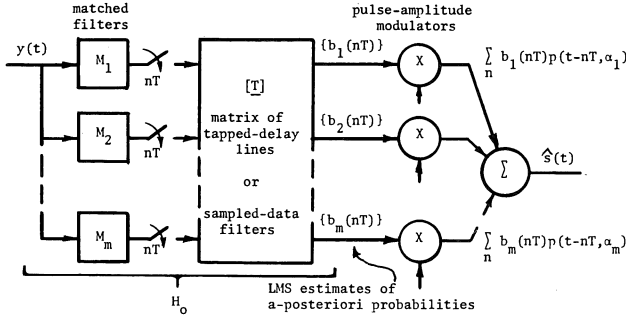 matched
filters
pulse-amplitude
modulators
y(t)
M1
nT
[T]
matrix of
tapped-delay
lines
or
sampled-data
filters
{b1(nT)}
X
∑ b1(nT)p(t-nT,α1)
n
M2
nT
{b2(nT)}
X
∑
ŝ(t)
Mm
nT
{bm(nT)}
X
∑ bm(nT)p(t-nT,αm)
n
Ho
LMS estimates of
a-posteriori probabilities